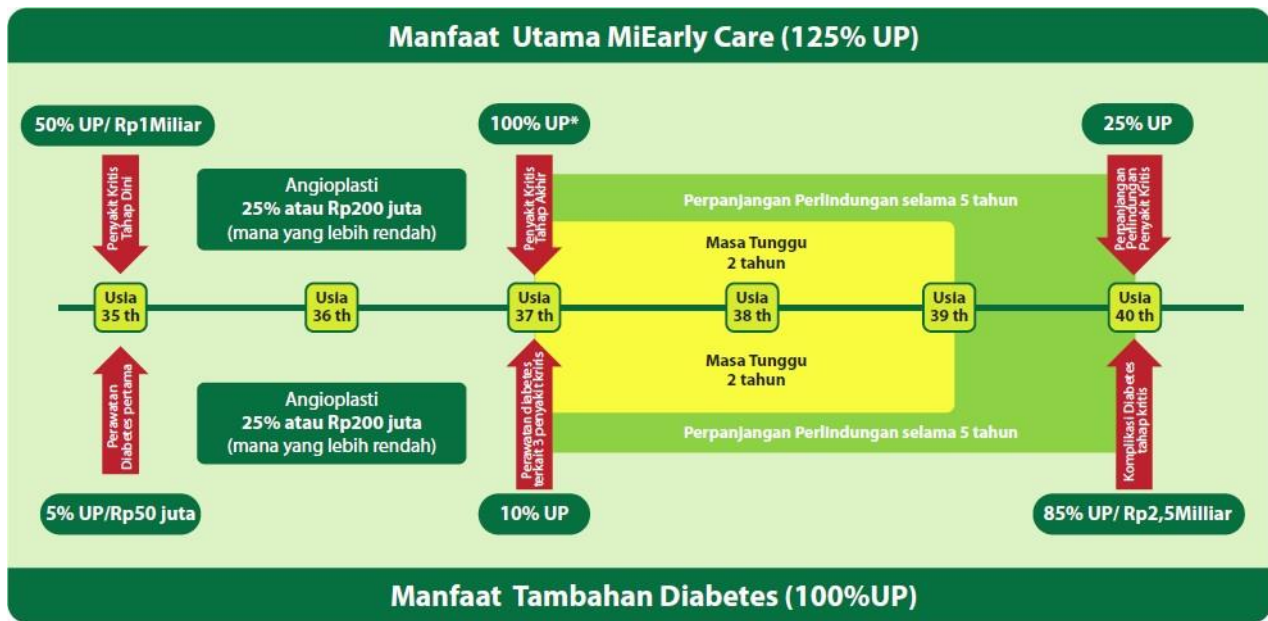 Manfaat Utama MiEarly Care (125% UP)
50% UP/ Rp1Miliar
100% UP*
25% UP
Penyakit Kritis
Tahap Dini
Angioplasti
25% atau Rp200 juta
(mana yang lebih rendah)
Penyakit Kritis
Tahap Akhir
Perpanjangan Perlindungan selama 5 tahun
Masa Tunggu
2 tahun
Perpanjangan
Perlindungan
Penyakit Kritis
Usia
35 th
Usia
36 th
Usia
37 th
Usia
38 th
Usia
39 th
Usia
40 th
Perawatan
Diabetes pertama
Angioplasti
25% atau Rp200 juta
(mana yang lebih rendah)
Perawatan diabetes
terkait 3 penyakit kriris
Masa Tunggu
2 tahun
Perpanjangan Perlindungan selama 5 tahun
Komplikasi Diabetes
tahap kritis
5% UP/Rp50 juta
10% UP
85% UP/ Rp2,5Milliar
Manfaat Tambahan Diabetes (100%UP)